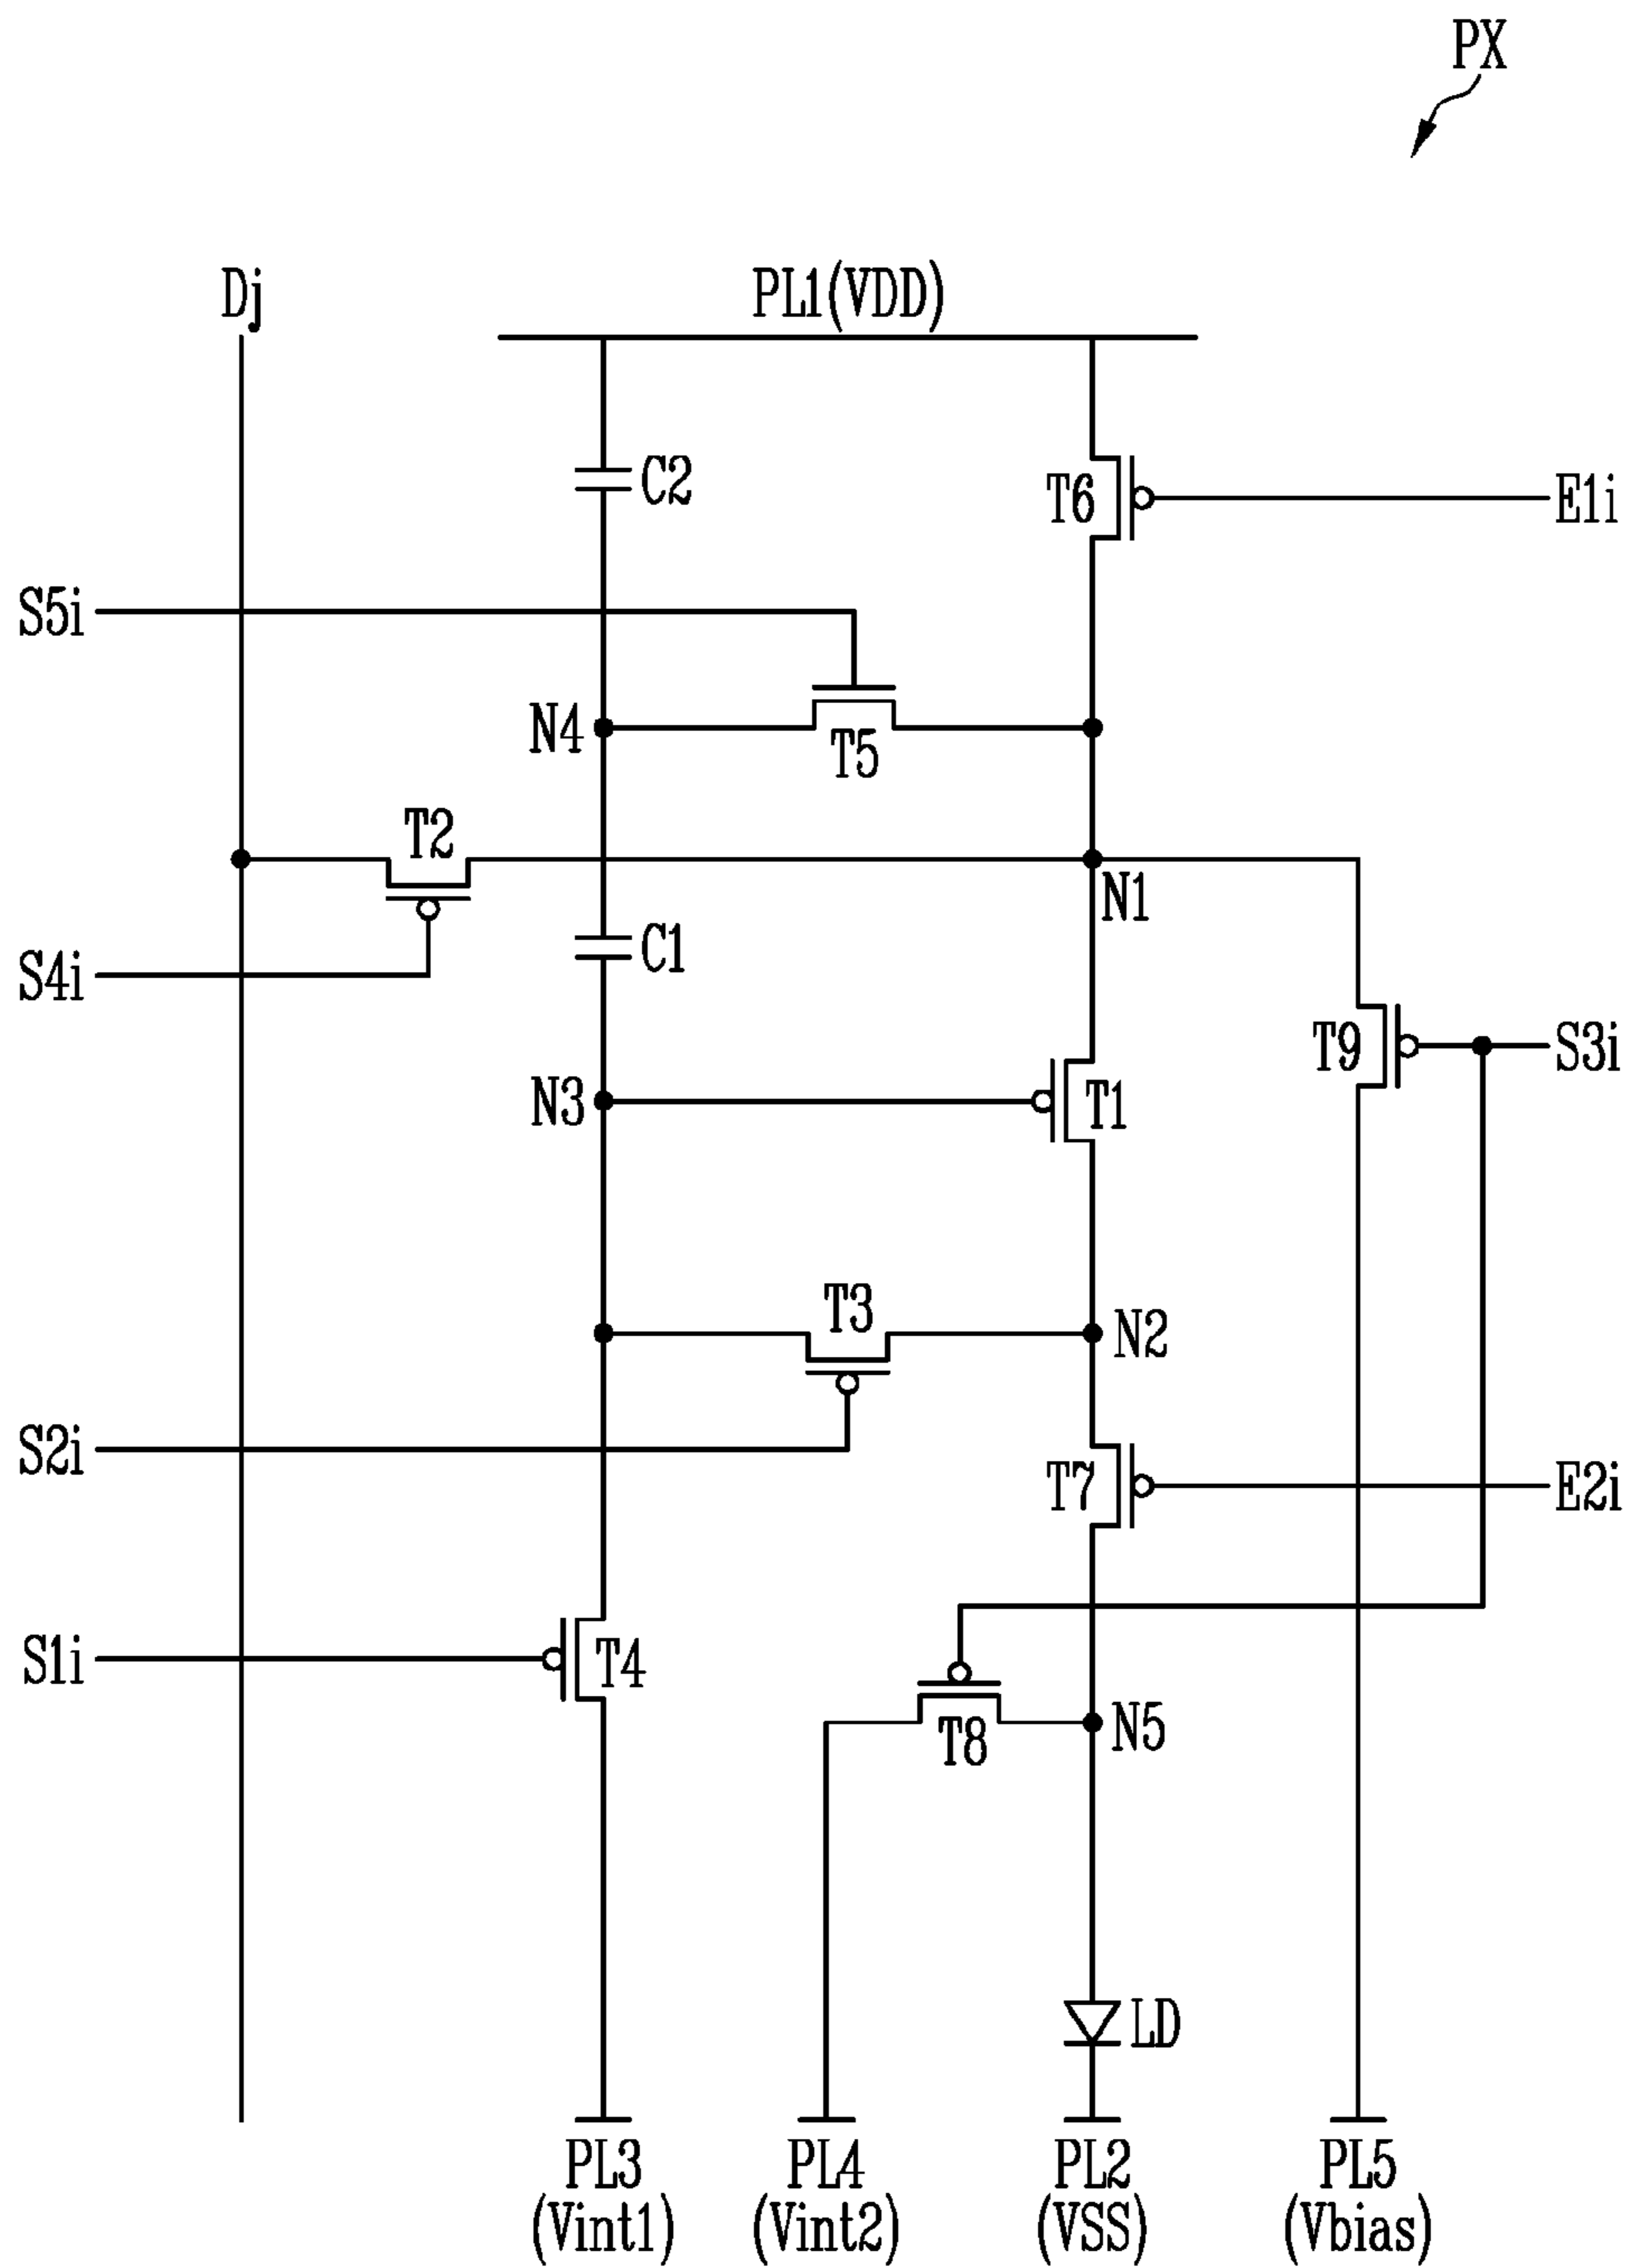 PX
Dj
PL1(VDD)
C2
T6
E1i
S5i
N4
T5
T2
N1
S4i
C1
T9
S3i
N3
T1
T3
N2
S2i
T7
E2i
S1i
T4
T8
N5
LD
PL3
(Vint1)
PL4
(Vint2)
PL2
(VSS)
PL5
(Vbias)